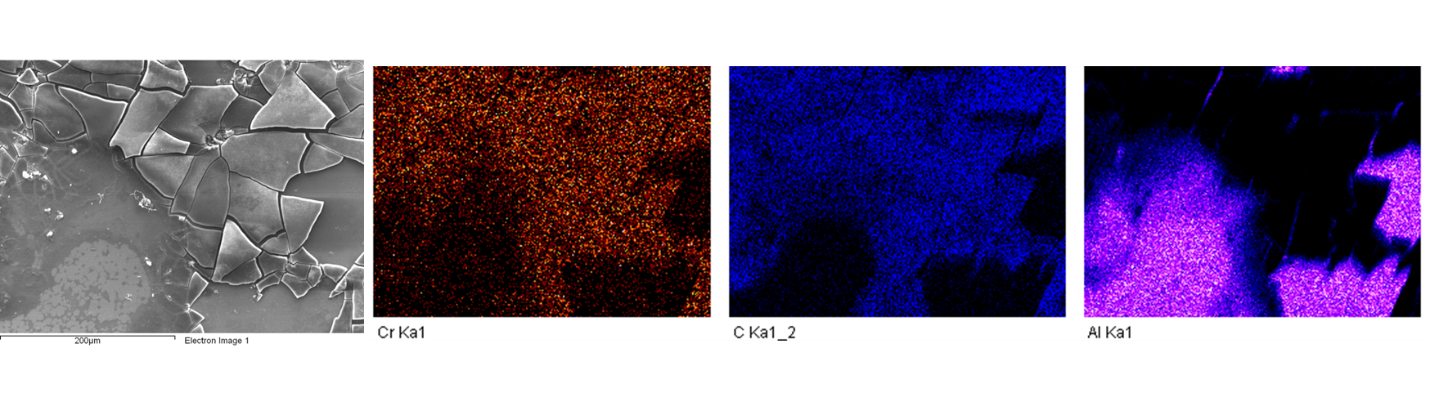 200µm
Electron Image 1
Cr Ka1
C Ka1_2
Al Ka1